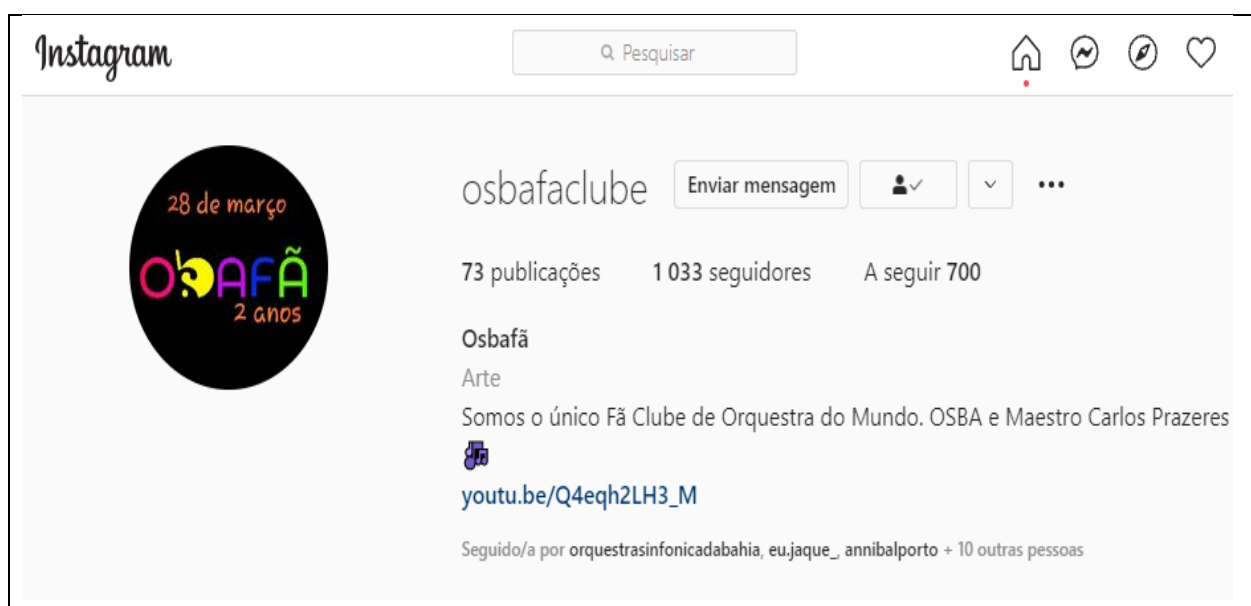 Instagram
Pesquisar
28 de março
OSBAFÃ
2 anos
osbafaclube Enviar mensagem
73 publicações 1 033 seguidores A seguir 700
Osbafã
Arte
Somos o único Fã Clube de Orquestra do Mundo. OSBA e Maestro Carlos Prazeres
youtu.be/Q4eqh2LH3_M
Seguido/a por orquestrasinfonicadabahia, eu.jaque_, annibalporto + 10 outras pessoas